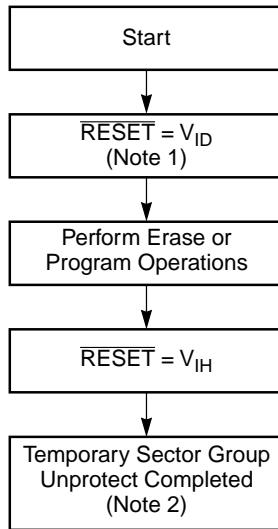 Start
RESET = VID
(Note 1)
Perform Erase or
Program Operations
RESET = VIH
Temporary Sector Group
Unprotect Completed
(Note 2)